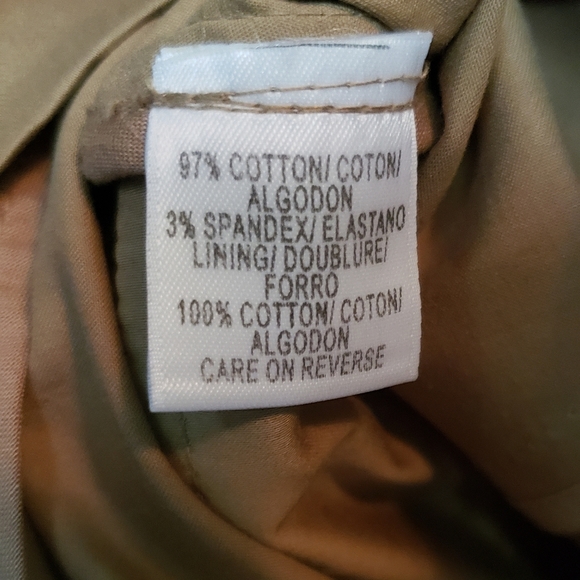 97% COTTON/ COTON/
ALGODON
3% SPANDEX/ ELASTANO
LINING/ DOUBLURE/
FORRO
100% COTTON/ COTON/
ALGODON
CARE ON REVERSE